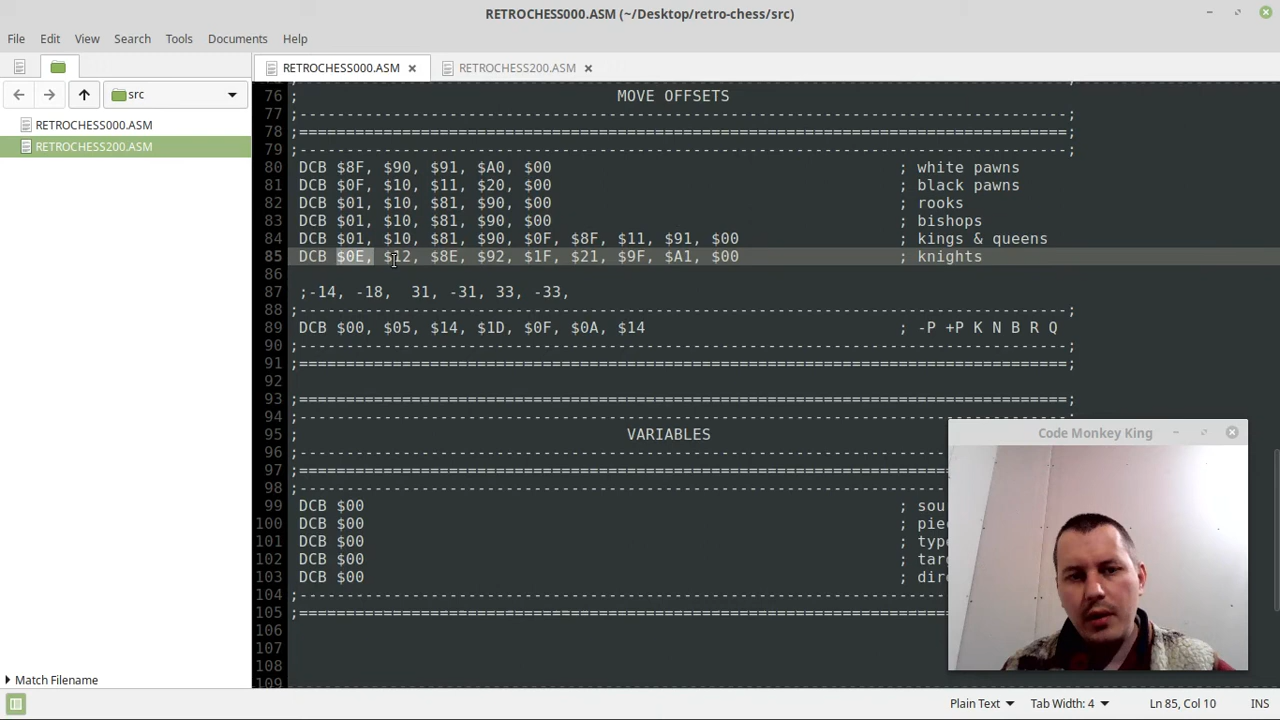 RETROCHESS000.ASM (~/Desktop/retro-chess/src)
File Edit View Search Tools Documents Help
RETROCHESS000.ASM × RETROCHESS200.ASM ×
src
RETROCHESS000.ASM
RETROCHESS200.ASM
76 ; MOVE OFFSETS
77 ;----------------------------------------------------------------------------------;
78 ;==================================================================================;
79 ;----------------------------------------------------------------------------------;
80 DCB $8F, $90, $91, $A0, $00 ; white pawns
81 DCB $0F, $10, $11, $20, $00 ; black pawns
82 DCB $01, $10, $81, $90, $00 ; rooks
83 DCB $01, $10, $81, $90, $00 ; bishops
84 DCB $01, $10, $81, $90, $0F, $8F, $11, $91, $00 ; kings & queens
85 DCB $0E, $12, $8E, $92, $1F, $21, $9F, $A1, $00 ; knights
86
87 ;-14, -18, 31, -31, 33, -33,
88 ;----------------------------------------------------------------------------------;
89 DCB $00, $05, $14, $1D, $0F, $0A, $14 ; -P +P K N B R Q
90 ;----------------------------------------------------------------------------------;
91 ;==================================================================================;
92
93 ;==================================================================================;
94 ;----------------------------------------------------------------------------------;
95 ; VARIABLES
96 ;----------------------------------------------------------------------
97 ;======================================================================
98 ;----------------------------------------------------------------------
99 DCB $00 ; sou
100 DCB $00 ; pie
101 DCB $00 ; typ
102 DCB $00 ; tar
103 DCB $00 ; dir
104 ;----------------------------------------------------------------------
105 ;======================================================================
106
107
108
109
Code Monkey King
Match Filename
Plain Text Tab Width: 4 Ln 85, Col 10 INS